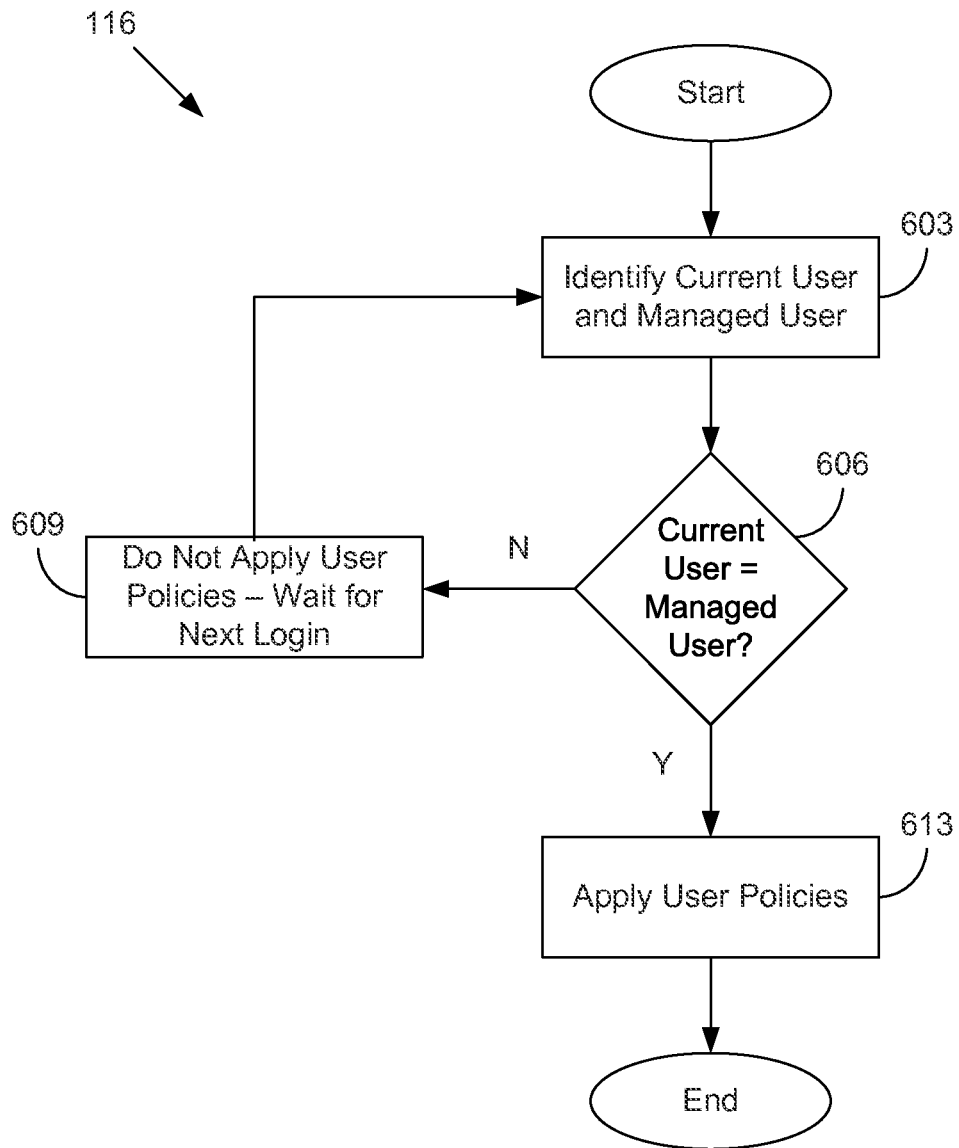 116
Start
603
Identify Current User
and Managed User
606
Current
User =
Managed
User?
N
609
Do Not Apply User
Policies – Wait for
Next Login
Y
613
Apply User Policies
End